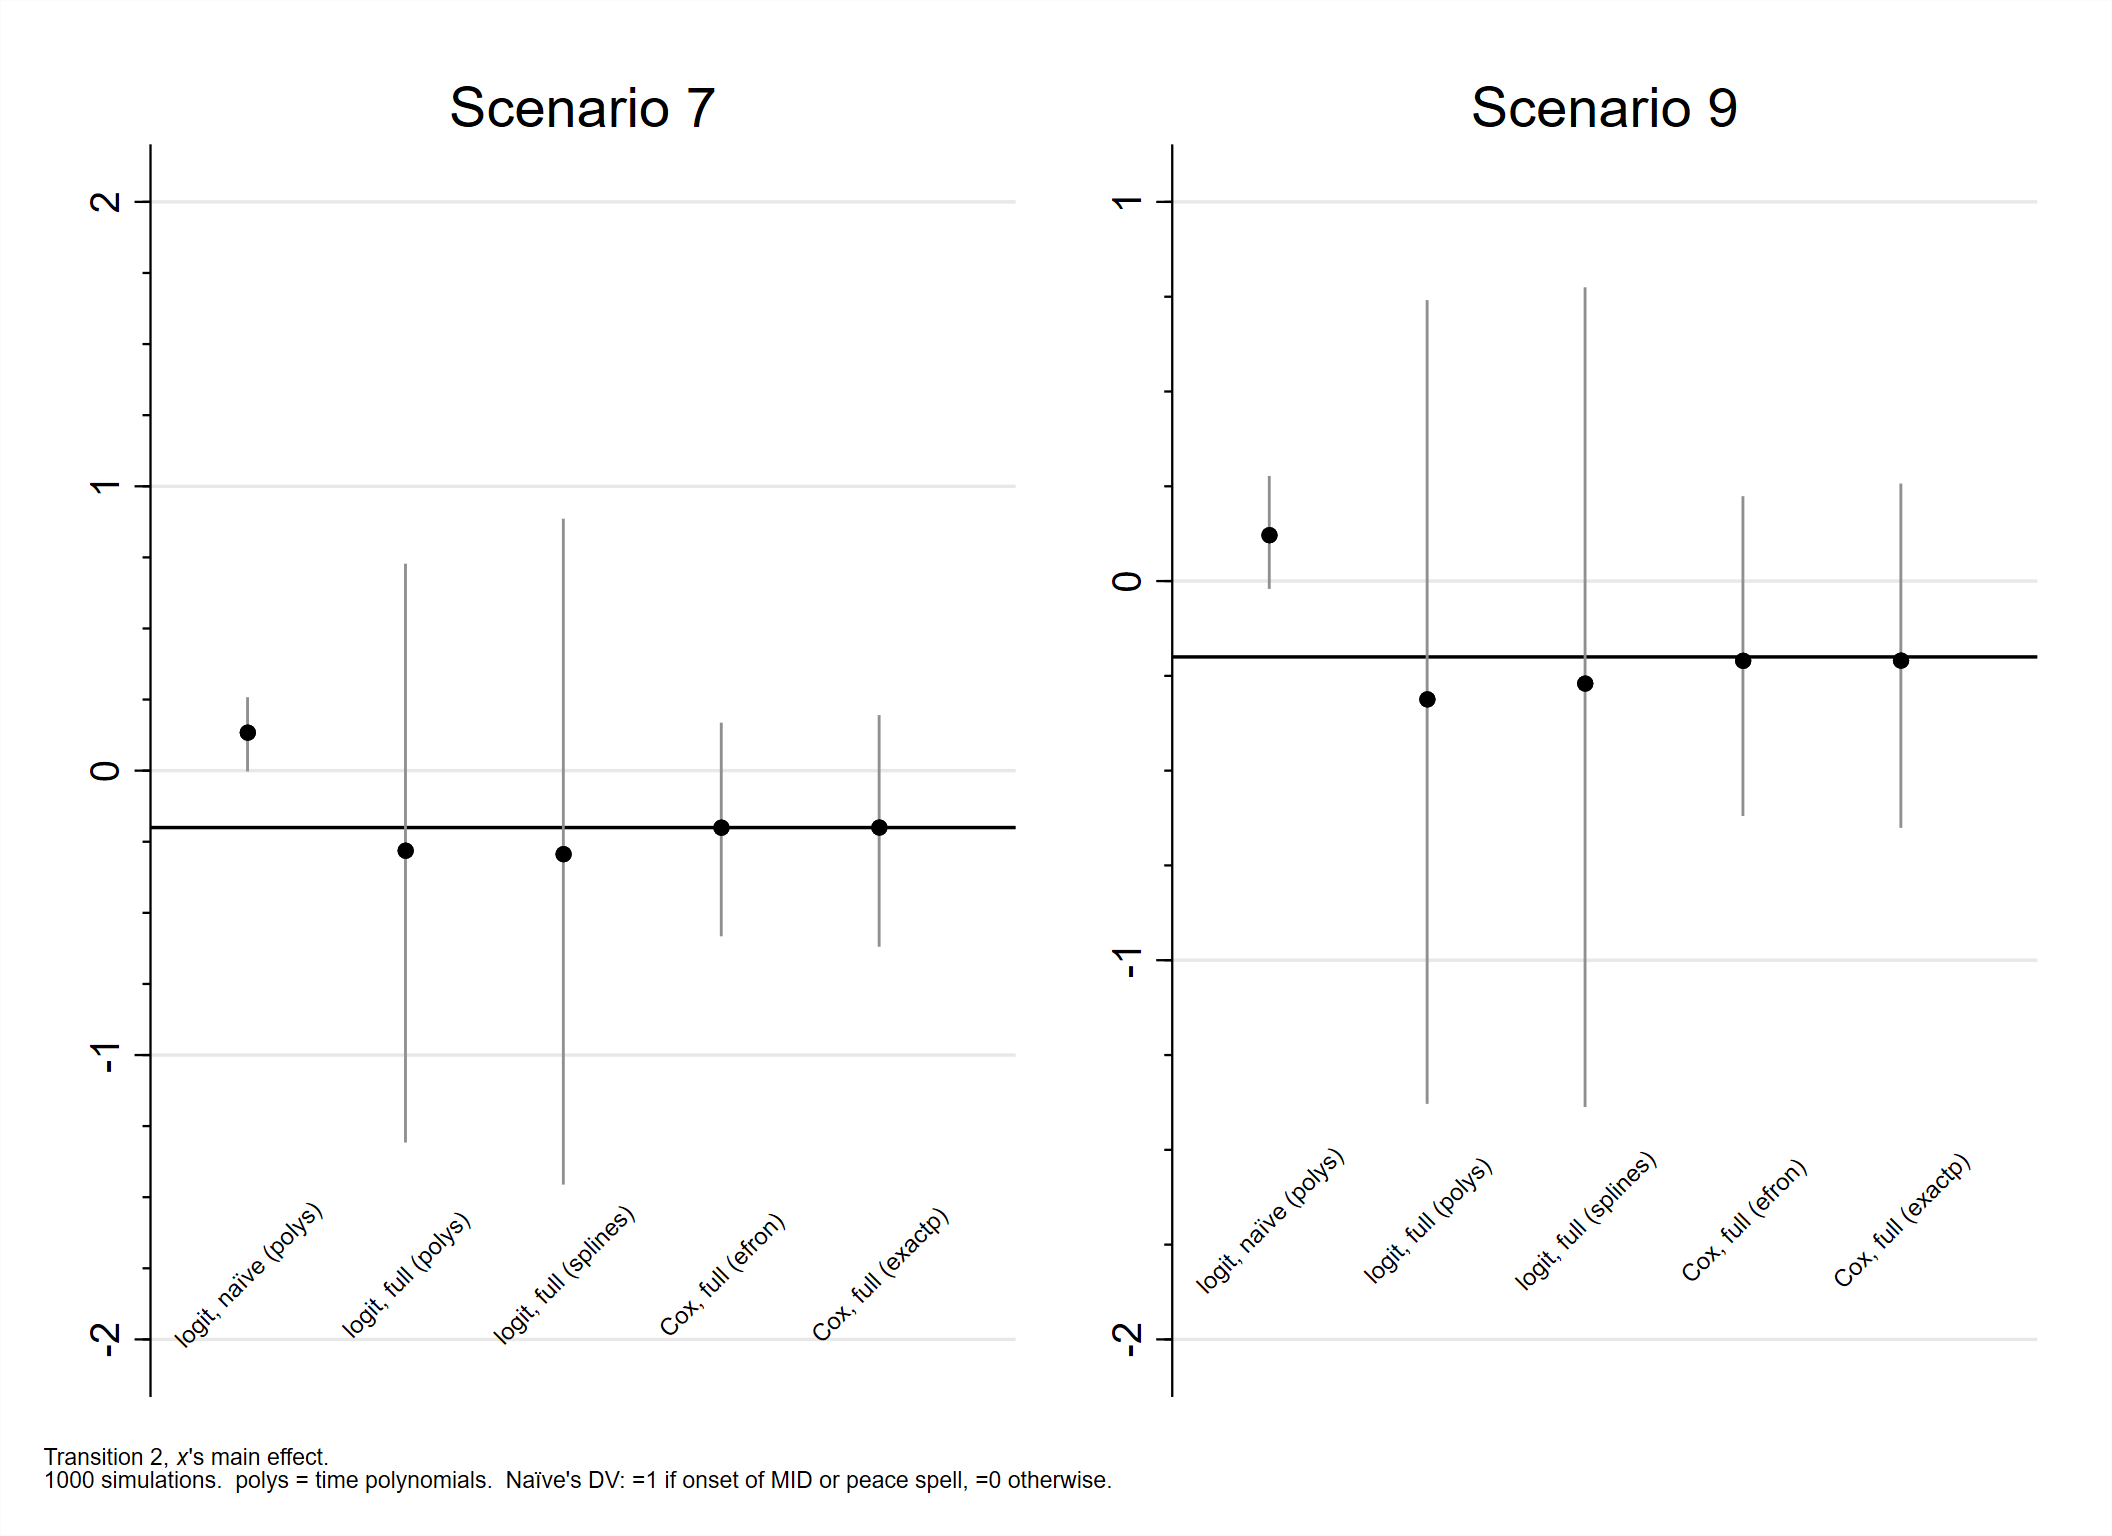 Scenario 7
2
1
0
-1
-2
logit, naïve (polys)
logit, full (polys)
logit, full (splines)
Cox, full (efron)
Cox, full (exactp)
Scenario 9
1
0
-1
-2
logit, naïve (polys)
logit, full (polys)
logit, full (splines)
Cox, full (efron)
Cox, full (exactp)
Transition 2, x's main effect.
1000 simulations.  polys = time polynomials.  Naïve's DV: =1 if onset of MID or peace spell, =0 otherwise.